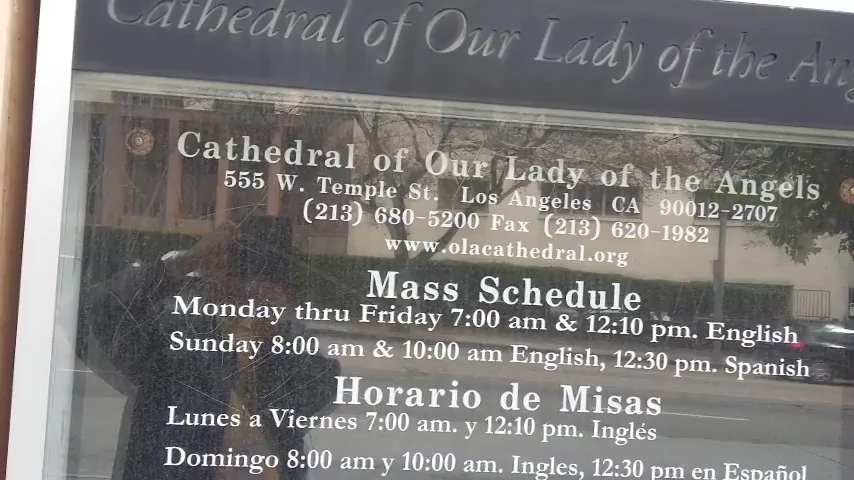 Cathedral of Our Lady of the Ang
Cathedral of Our Lady of the Angels
555 W. Temple St. Los Angeles CA 90012-2707
(213) 680-5200 Fax (213) 620-1982
www.olacathedral.org
Mass Schedule
Monday thru Friday 7:00 am & 12:10 pm. English
Sunday 8:00 am & 10:00 am English, 12:30 pm. Spanish
Horario de Misas
Lunes a Viernes 7:00 am. y 12:10 pm. Inglés
Domingo 8:00 am y 10:00 am. Ingles, 12:30 pm en Español